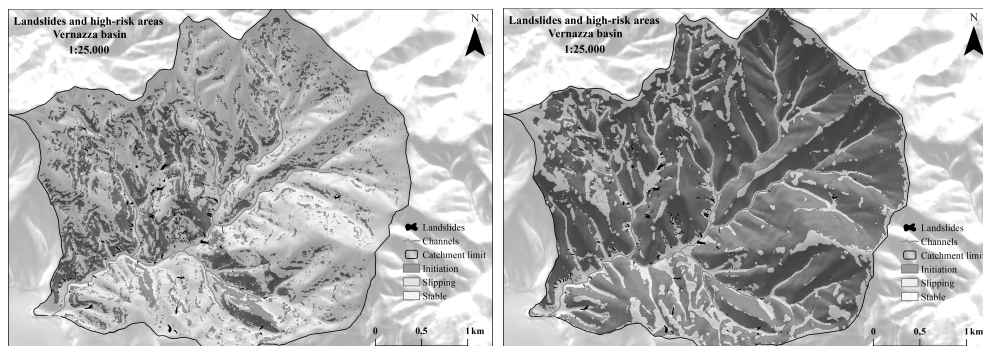 Landslides and high-risk areas
Vernazza basin
1:25.000
N
Landslides
Channels
Catchment limit
Initiation
Slipping
Stable
0 0,5 1 km
Landslides and high-risk areas
Vernazza basin
1:25.000
N
Landslides
Channels
Catchment limit
Initiation
Slipping
Stable
0 0,5 1 km